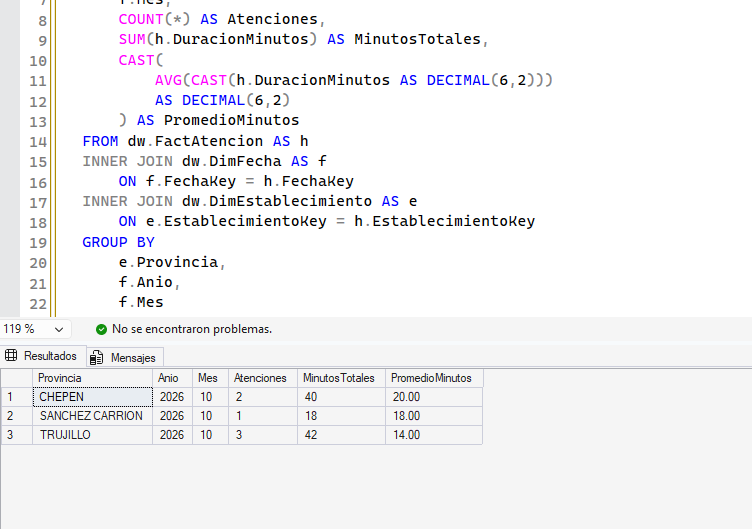 7 f.Mes,
8 COUNT(*) AS Atenciones,
9 SUM(h.DuracionMinutos) AS MinutosTotales,
10 CAST(
11 AVG(CAST(h.DuracionMinutos AS DECIMAL(6,2)))
12 AS DECIMAL(6,2)
13 ) AS PromedioMinutos
14 FROM dw.FactAtencion AS h
15 INNER JOIN dw.DimFecha AS f
16 ON f.FechaKey = h.FechaKey
17 INNER JOIN dw.DimEstablecimiento AS e
18 ON e.EstablecimientoKey = h.EstablecimientoKey
19 GROUP BY
20 e.Provincia,
21 f.Anio,
22 f.Mes
119 % No se encontraron problemas.
Resultados Mensajes
Provincia Anio Mes Atenciones MinutosTotales PromedioMinutos
1 CHEPEN 2026 10 2 40 20.00
2 SANCHEZ CARRION 2026 10 1 18 18.00
3 TRUJILLO 2026 10 3 42 14.00